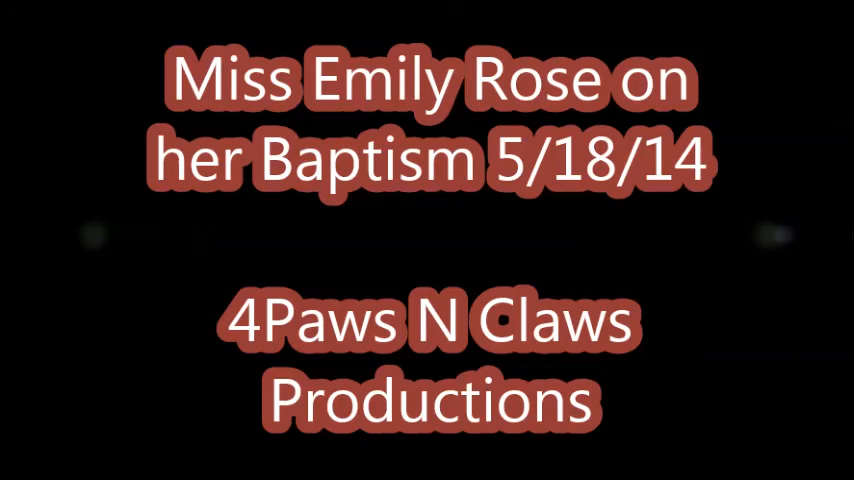 Miss Emily Rose on
her Baptism 5/18/14
4Paws N Claws
Productions